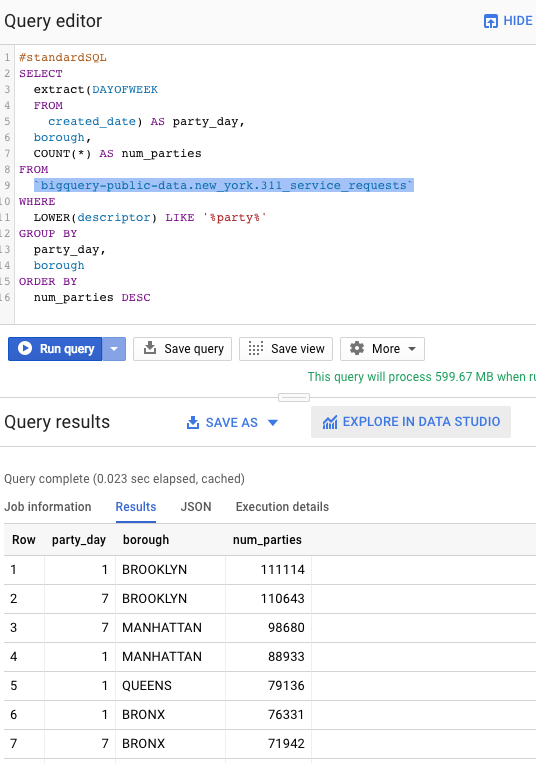 Query editor
HIDE
1 #standardSQL
2 SELECT
3 extract(DAYOFWEEK
4 FROM
5 created_date) AS party_day,
6 borough,
7 COUNT(*) AS num_parties
8 FROM
9 `bigquery-public-data.new_york.311_service_requests`
10 WHERE
11 LOWER(descriptor) LIKE '%party%'
12 GROUP BY
13 party_day,
14 borough
15 ORDER BY
16 num_parties DESC
Run query Save query Save view More
This query will process 599.67 MB when ru
Query results SAVE AS EXPLORE IN DATA STUDIO
Query complete (0.023 sec elapsed, cached)
Job information Results JSON Execution details
Row party_day borough num_parties
1 1 BROOKLYN 111114
2 7 BROOKLYN 110643
3 7 MANHATTAN 98680
4 1 MANHATTAN 88933
5 1 QUEENS 79136
6 1 BRONX 76331
7 7 BRONX 71942